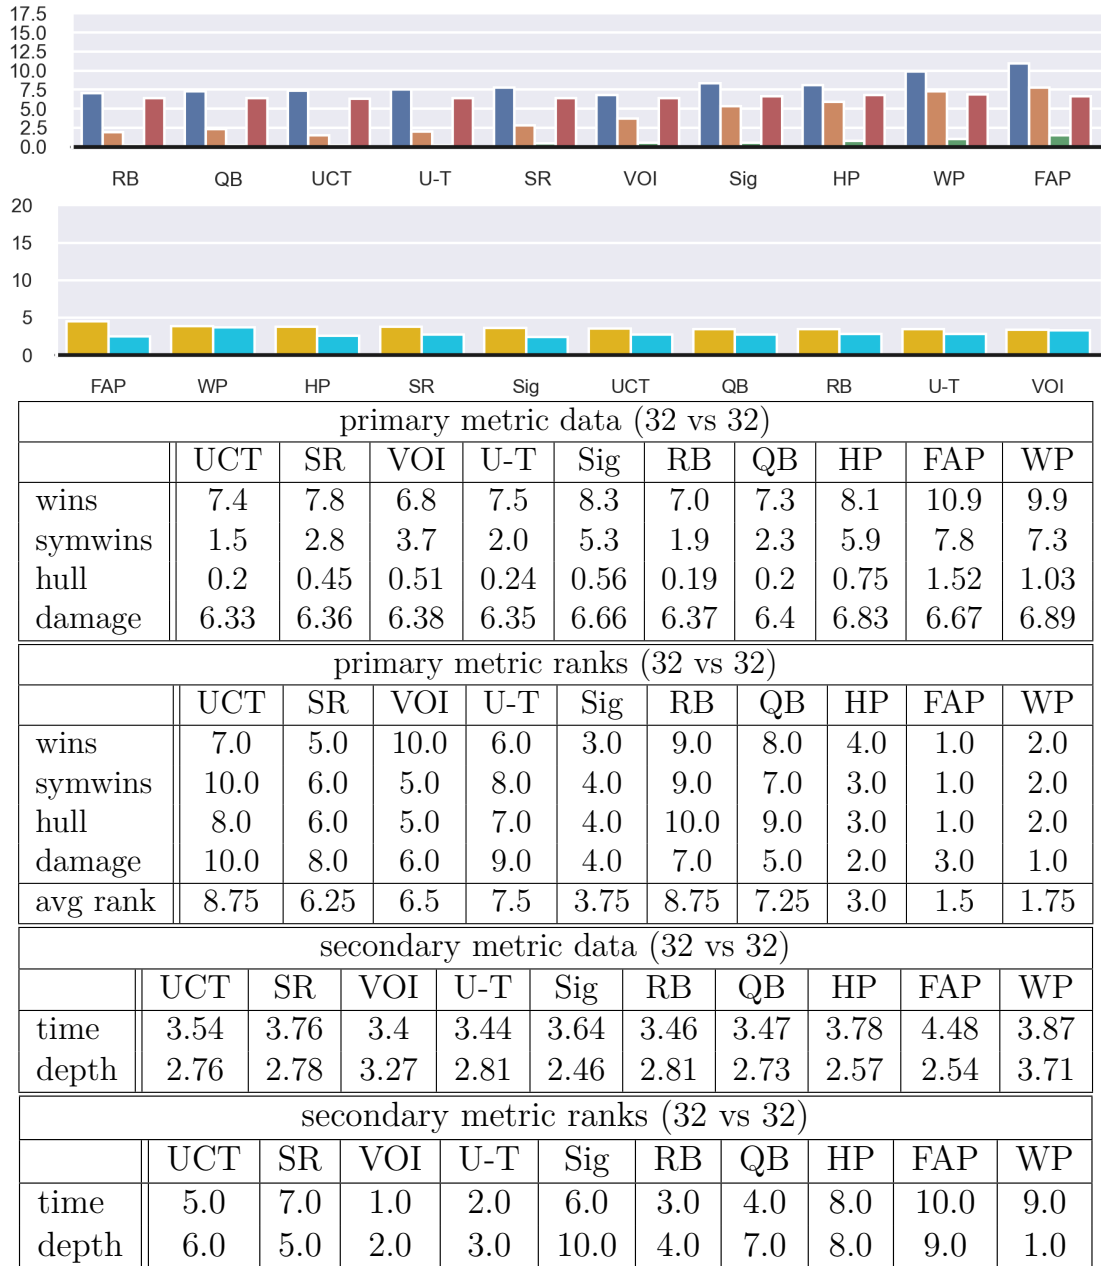 17.5
15.0
12.5
10.0
7.5
5.0
2.5
0.0
RB QB UCT U-T SR VOI Sig HP WP FAP
20
15
10
5
0
FAP WP HP SR Sig UCT QB RB U-T VOI
primary metric data (32 vs 32)
UCT SR VOI U-T Sig RB QB HP FAP WP
wins 7.4 7.8 6.8 7.5 8.3 7.0 7.3 8.1 10.9 9.9
symwins 1.5 2.8 3.7 2.0 5.3 1.9 2.3 5.9 7.8 7.3
hull 0.2 0.45 0.51 0.24 0.56 0.19 0.2 0.75 1.52 1.03
damage 6.33 6.36 6.38 6.35 6.66 6.37 6.4 6.83 6.67 6.89
primary metric ranks (32 vs 32)
UCT SR VOI U-T Sig RB QB HP FAP WP
wins 7.0 5.0 10.0 6.0 3.0 9.0 8.0 4.0 1.0 2.0
symwins 10.0 6.0 5.0 8.0 4.0 9.0 7.0 3.0 1.0 2.0
hull 8.0 6.0 5.0 7.0 4.0 10.0 9.0 3.0 1.0 2.0
damage 10.0 8.0 6.0 9.0 4.0 7.0 5.0 2.0 3.0 1.0
avg rank 8.75 6.25 6.5 7.5 3.75 8.75 7.25 3.0 1.5 1.75
secondary metric data (32 vs 32)
UCT SR VOI U-T Sig RB QB HP FAP WP
time 3.54 3.76 3.4 3.44 3.64 3.46 3.47 3.78 4.48 3.87
depth 2.76 2.78 3.27 2.81 2.46 2.81 2.73 2.57 2.54 3.71
secondary metric ranks (32 vs 32)
UCT SR VOI U-T Sig RB QB HP FAP WP
time 5.0 7.0 1.0 2.0 6.0 3.0 4.0 8.0 10.0 9.0
depth 6.0 5.0 2.0 3.0 10.0 4.0 7.0 8.0 9.0 1.0